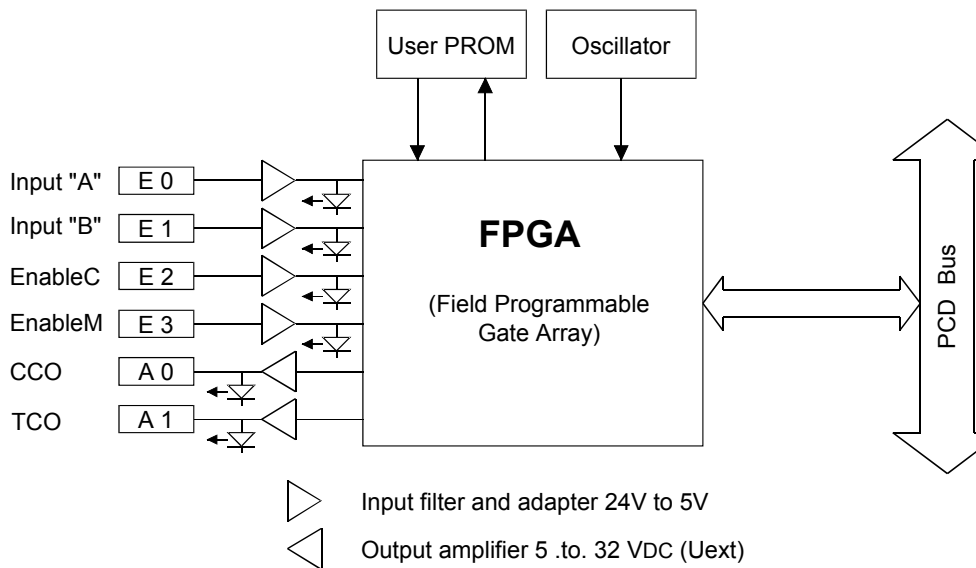 User PROM
Oscillator
Input "A"
E 0
Input "B"
E 1
EnableC
E 2
EnableM
E 3
CCO
A 0
TCO
A 1
FPGA
(Field Programmable
Gate Array)
PCD Bus
Input filter and adapter 24V to 5V
Output amplifier 5 .to. 32 VDC (Uext)